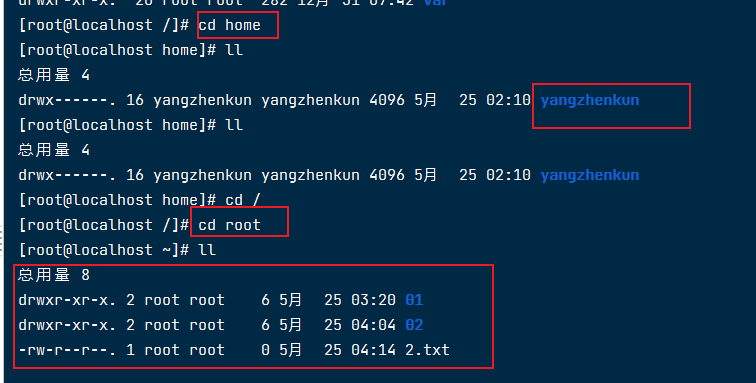 drwxr-xr-x. 20 root root  282 12月 31 07:42 var
[root@localhost /]# cd home
[root@localhost home]# ll
总用量 4
drwx------. 16 yangzhenkun yangzhenkun 4096 5月  25 02:10 yangzhenkun
[root@localhost home]# ll
总用量 4
drwx------. 16 yangzhenkun yangzhenkun 4096 5月  25 02:10 yangzhenkun
[root@localhost home]# cd /
[root@localhost /]# cd root
[root@localhost ~]# ll
总用量 8
drwxr-xr-x. 2 root root    6 5月  25 03:20 01
drwxr-xr-x. 2 root root    6 5月  25 04:04 02
-rw-r--r--. 1 root root    0 5月  25 04:14 2.txt